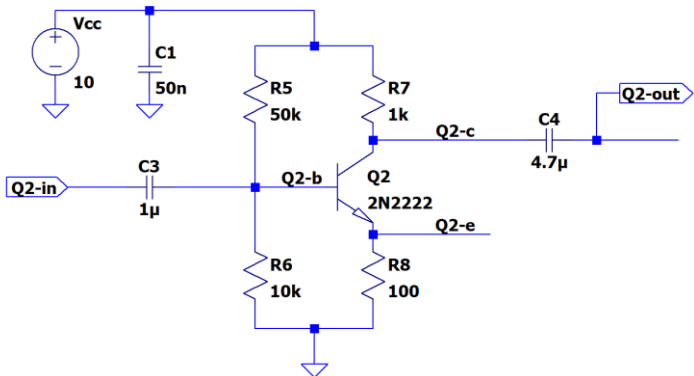 Vcc
10
C1
50n
R5
50k
R7
1k
Q2-c
C4
4.7µ
Q2-out
Q2-in
C3
1µ
Q2-b
Q2
2N2222
Q2-e
R6
10k
R8
100